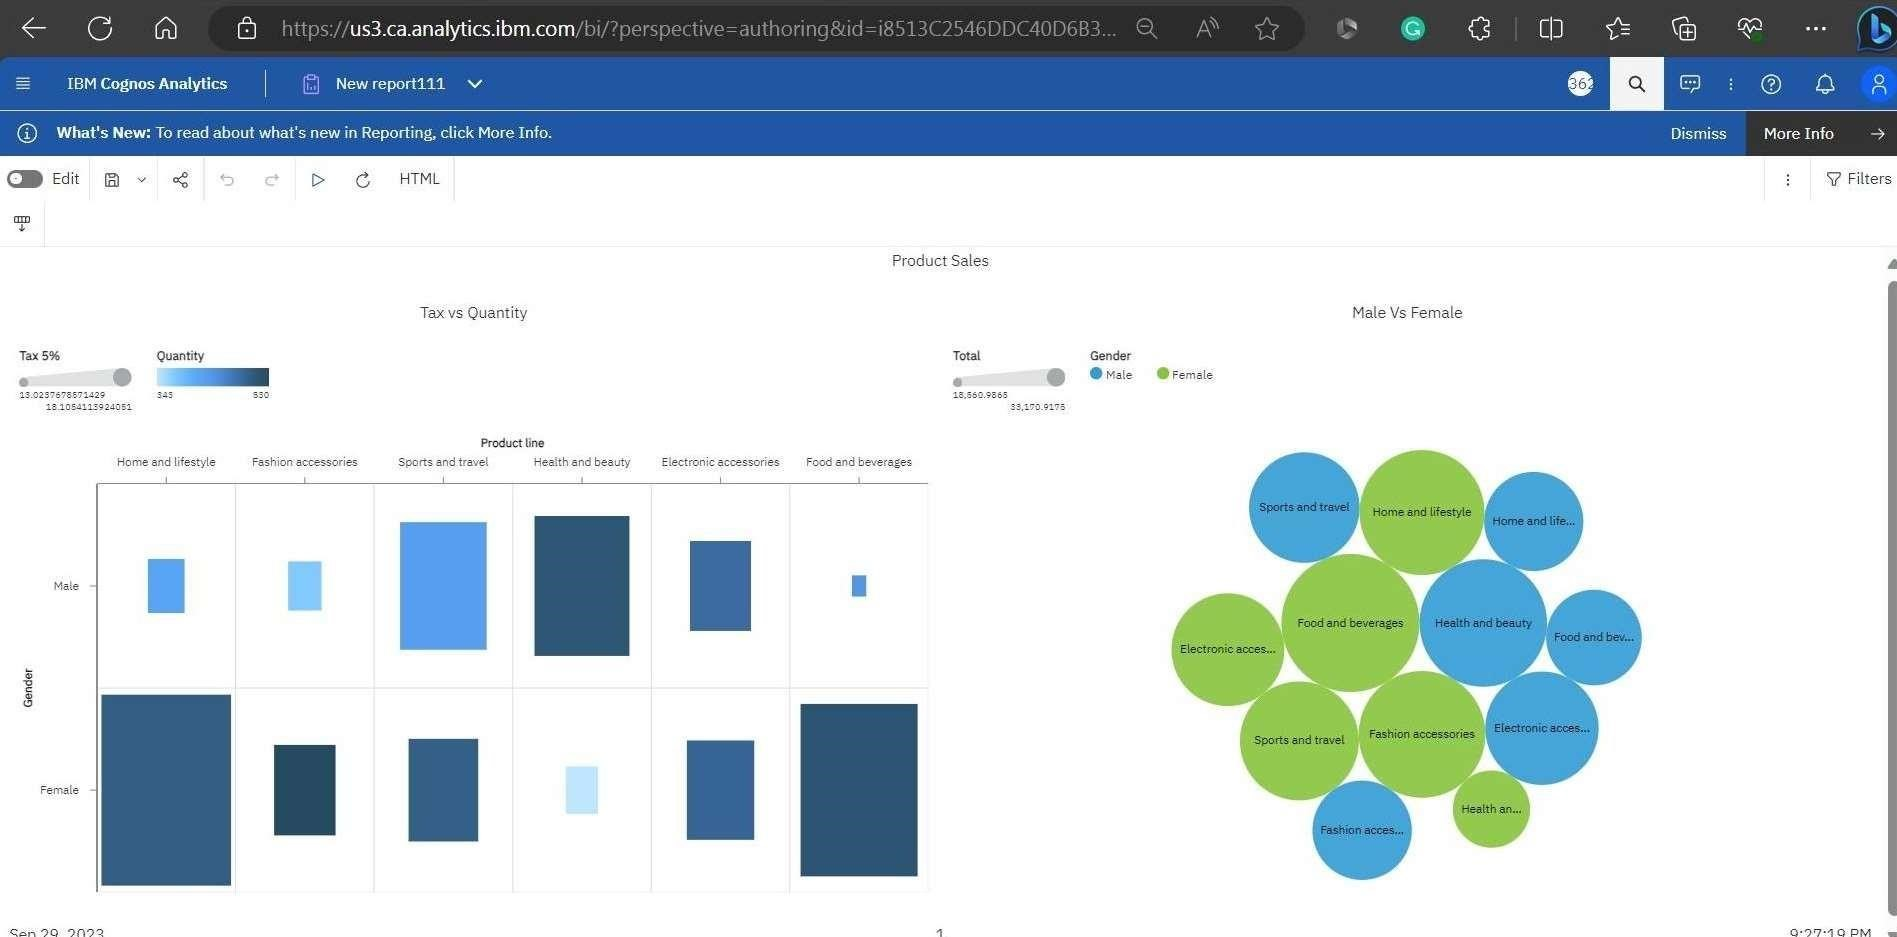 https://us3.ca.analytics.ibm.com/bi/?perspective=authoring&id=i8513C2546DDC40D6B3...
IBM Cognos Analytics
New report111
362
What's New: To read about what's new in Reporting, click More Info.
Dismiss
More Info
Edit
HTML
Filters
Product Sales
Tax vs Quantity
Tax 5%
Quantity
13.0237678571429
18.1054113924051
343
530
Product line
Home and lifestyle
Fashion accessories
Sports and travel
Health and beauty
Electronic accessories
Food and beverages
Gender
Male
Female
Male Vs Female
Total
18,560.9865
33,170.9175
Gender
Male
Female
Sports and travel
Home and lifestyle
Home and life...
Food and beverages
Health and beauty
Food and bev...
Electronic acces...
Sports and travel
Fashion accessories
Electronic acces...
Health an...
Fashion acces...
Sep 29, 2023
1
9:27:19 PM